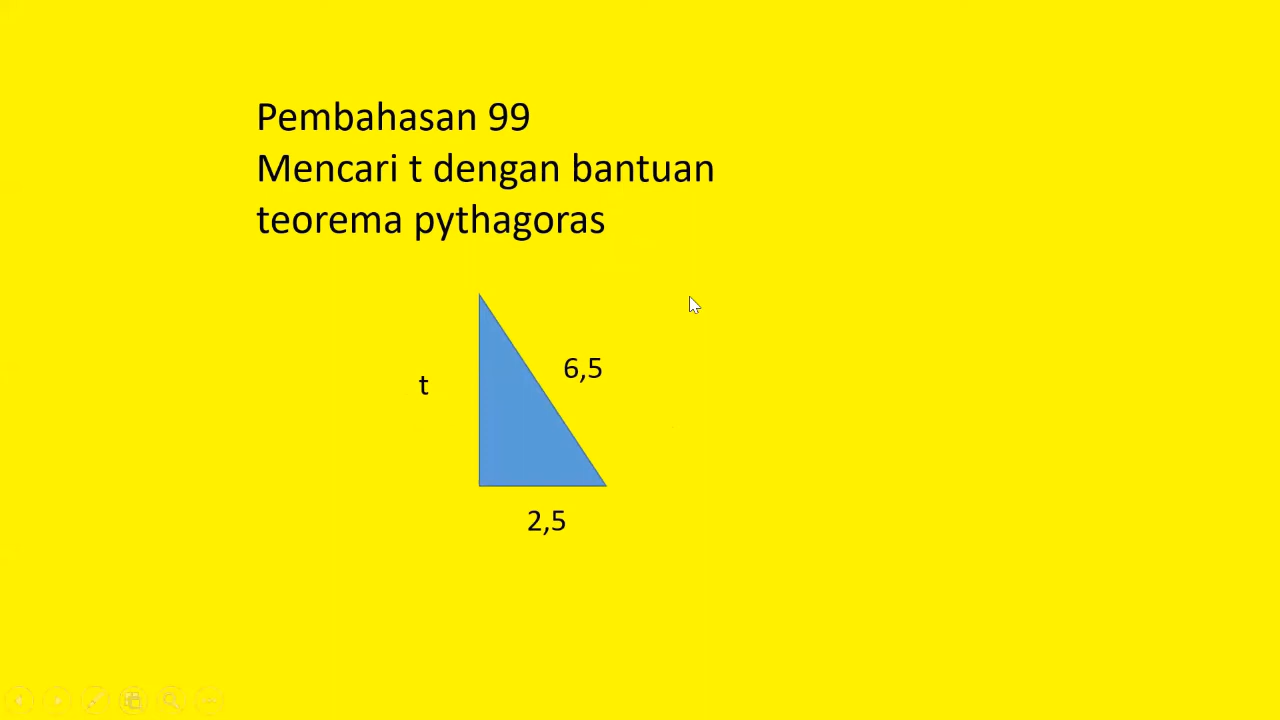 Pembahasan 99
Mencari t dengan bantuan
teorema pythagoras
t
6,5
2,5